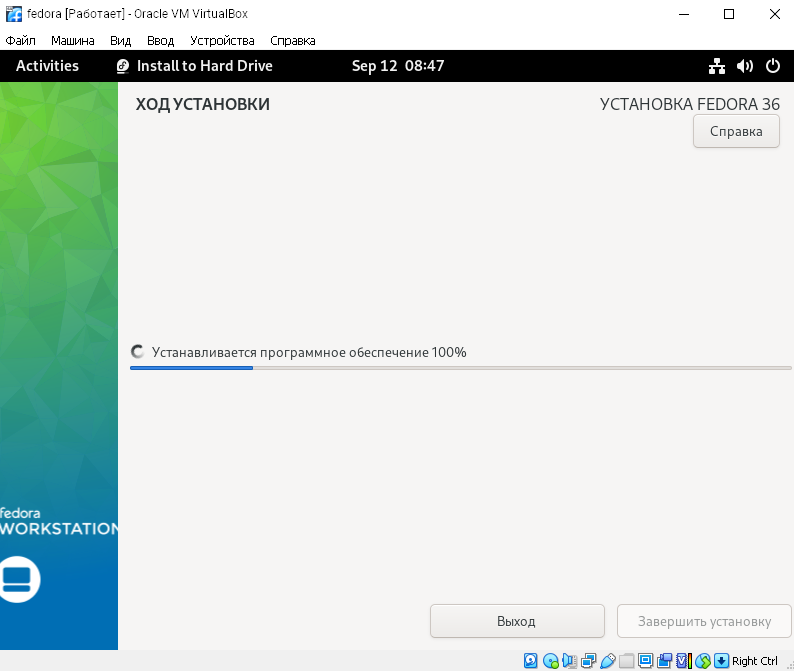 fedora [Работает] - Oracle VM VirtualBox
Файл Машина Вид Ввод Устройства Справка
Activities Install to Hard Drive Sep 12 08:47
ХОД УСТАНОВКИ
УСТАНОВКА FEDORA 36
Справка
Устанавливается программное обеспечение 100%
fedora
WORKSTATION
Выход
Завершить установку
Right Ctrl